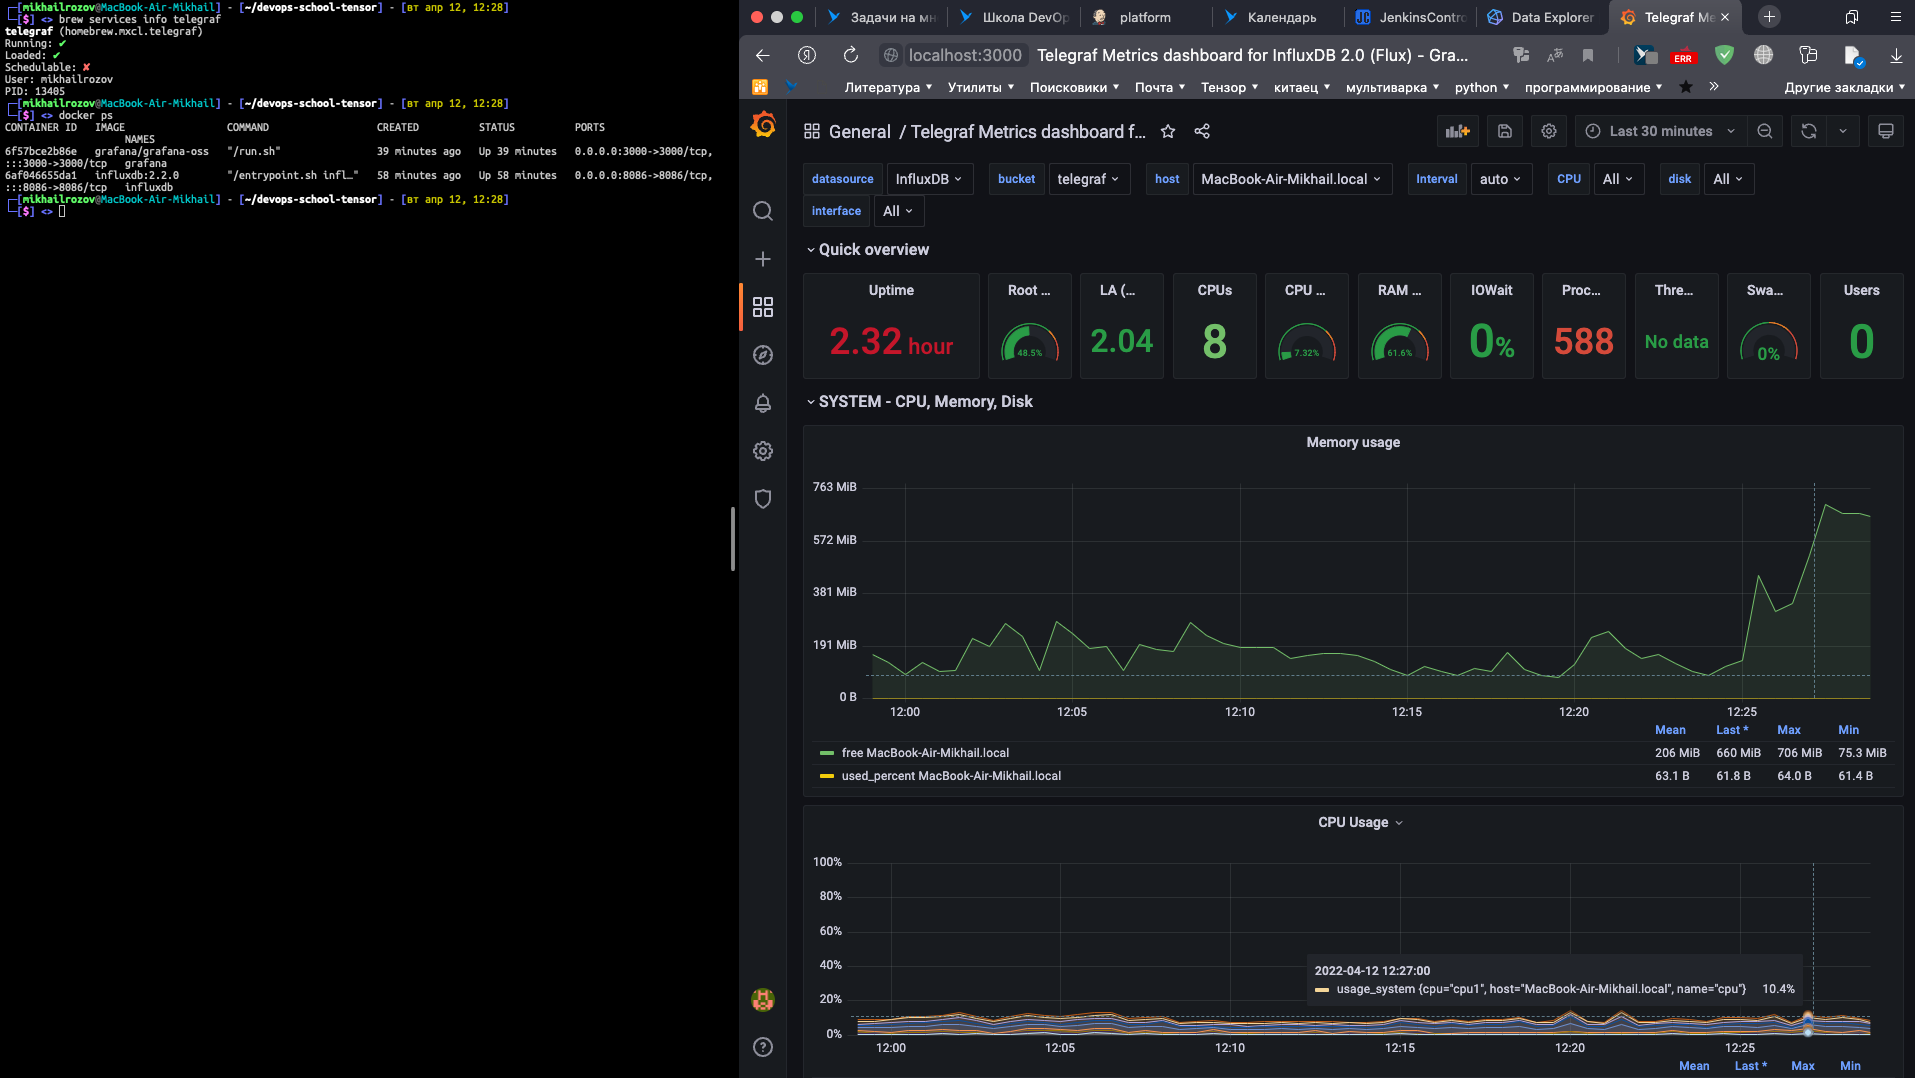 [mikhailrozov@MacBook-Air-Mikhail] - [~/devops-school-tensor] - [вт апр 12, 12:28]
[$] <> brew services info telegraf
telegraf (homebrew.mxcl.telegraf)
Running: ✔
Loaded: ✔
Schedulable: ✘
User: mikhailrozov
PID: 13405
[mikhailrozov@MacBook-Air-Mikhail] - [~/devops-school-tensor] - [вт апр 12, 12:28]
[$] <> docker ps
CONTAINER ID IMAGE COMMAND CREATED STATUS PORTS
NAMES
6f57bce2b86e grafana/grafana-oss "/run.sh" 39 minutes ago Up 39 minutes 0.0.0.0:3000->3000/tcp,
:::3000->3000/tcp grafana
6af046655da1 influxdb:2.2.0 "/entrypoint.sh infl…" 58 minutes ago Up 58 minutes 0.0.0.0:8086->8086/tcp,
:::8086->8086/tcp influxdb
[mikhailrozov@MacBook-Air-Mikhail] - [~/devops-school-tensor] - [вт апр 12, 12:28]
[$] <>
Задачи на мн Школа DevOp platform Календарь JC JenkinsContro Data Explorer Telegraf Me
localhost:3000 Telegraf Metrics dashboard for InfluxDB 2.0 (Flux) - Gra... ERR
Литература Утилиты Поисковики Почта Тензор китаец мультиварка python программирование » Другие закладки
General / Telegraf Metrics dashboard f... Last 30 minutes
datasource InfluxDB bucket telegraf host MacBook-Air-Mikhail.local Interval auto CPU All disk All
interface All
Quick overview
Uptime Root ... LA (... CPUs CPU ... RAM ... IOWait Proc... Thre... Swa... Users
2.32 hour 48.5% 2.04 8 7.32% 61.6% 0% 588 No data 0% 0
SYSTEM - CPU, Memory, Disk
Memory usage
763 MiB
572 MiB
381 MiB
191 MiB
0 B
12:00 12:05 12:10 12:15 12:20 12:25
Mean Last * Max Min
free MacBook-Air-Mikhail.local 206 MiB 660 MiB 706 MiB 75.3 MiB
used_percent MacBook-Air-Mikhail.local 63.1 B 61.8 B 64.0 B 61.4 B
CPU Usage
100%
80%
60%
40%
2022-04-12 12:27:00
usage_system {cpu="cpu1", host="MacBook-Air-Mikhail.local", name="cpu"} 10.4%
20%
0%
12:00 12:05 12:10 12:15 12:20 12:25
Mean Last * Max Min